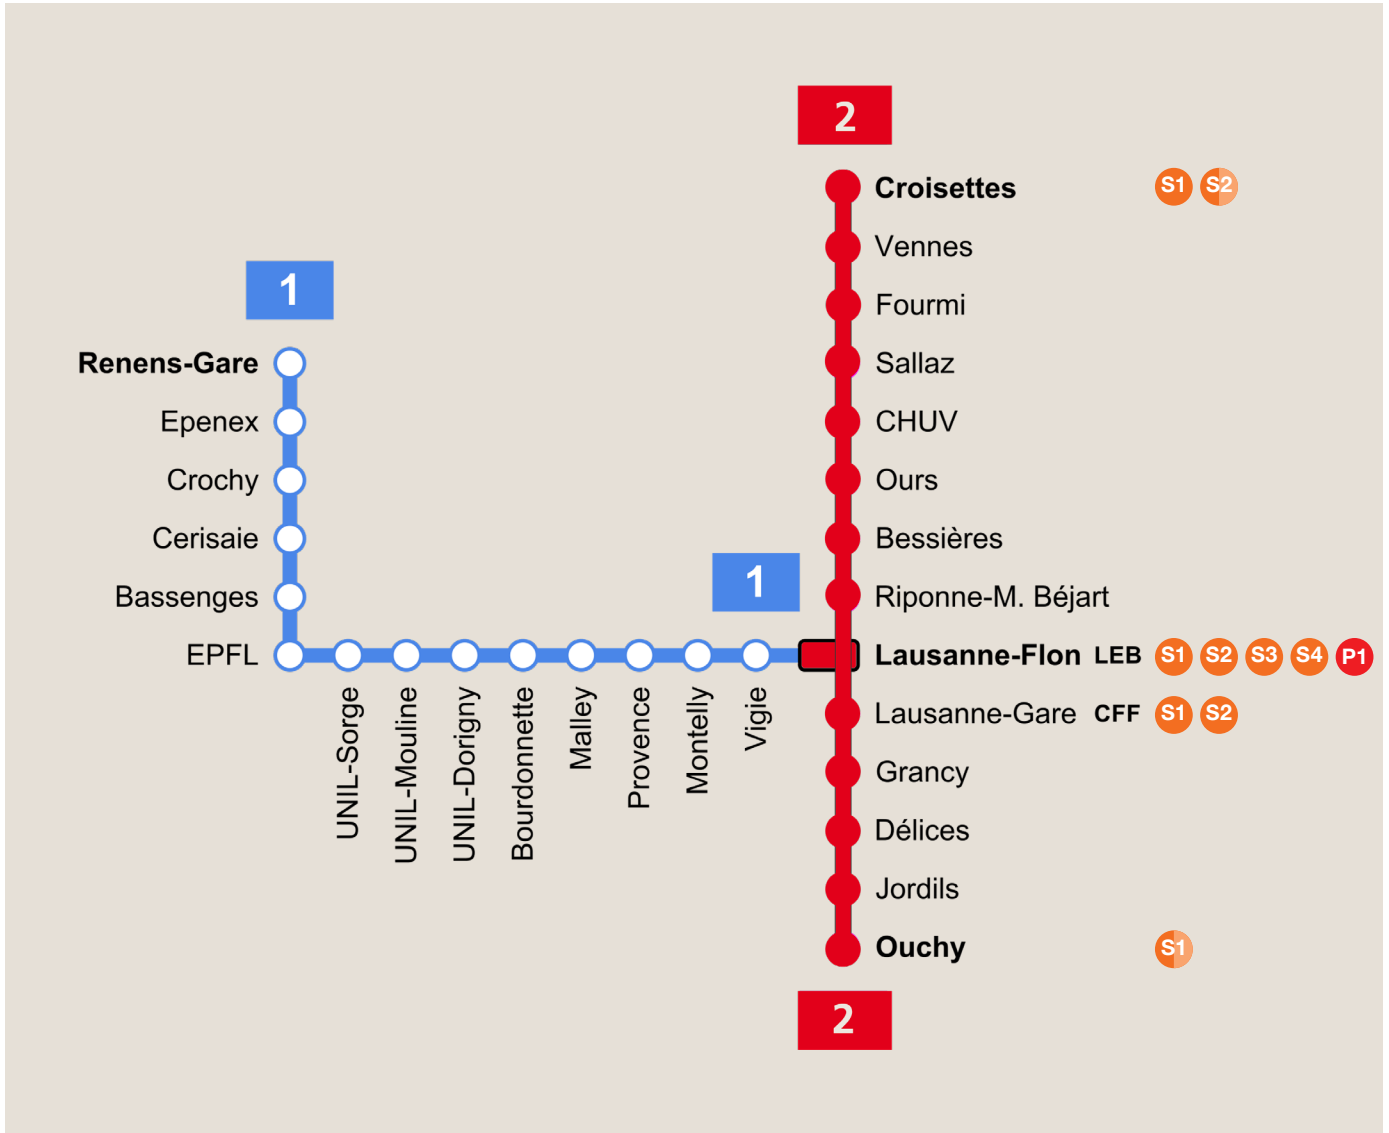 2
Croisettes S1 S2
Vennes
Fourmi
1
Renens-Gare
Sallaz
Epenex
CHUV
Crochy
Ours
Cerisaie
Bessières
1
Bassenges
Riponne-M. Béjart
EPFL
Lausanne-Flon LEB S1 S2 S3 S4 P1
UNIL-Sorge
UNIL-Mouline
UNIL-Dorigny
Bourdonnette
Malley
Provence
Montelly
Vigie
Lausanne-Gare CFF S1 S2
Grancy
Délices
Jordils
Ouchy S1
2